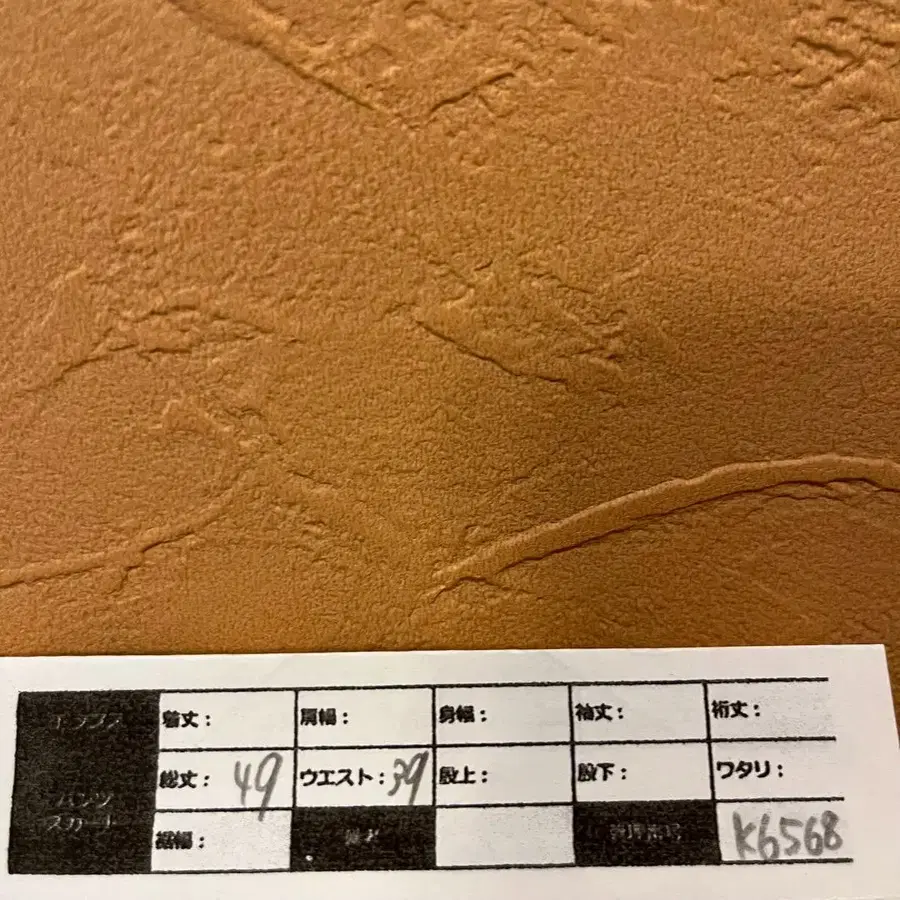 トップス 着丈： 肩幅： 身幅： 袖丈： 裄丈：
パンツ 総丈：49 ウエスト：39 股上： 股下： ワタリ：
スカート 裾幅： K6568